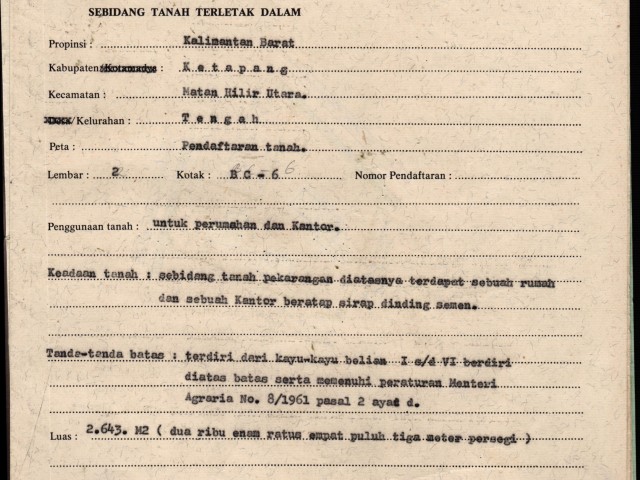 SEBIDANG TANAH TERLETAK DALAM
Propinsi : Kalimantan Barat
Kabupaten/Kotamadya : K e t a p a n g
Kecamatan : Matan Hilir Utara.
/Kelurahan : T e n g a h
Peta : Pendaftaran tanah.
Lembar : 2 Kotak : BC - 6 Nomor Pendaftaran :
Penggunaan tanah : untuk perumahan dan Kantor.
Keadaan tanah : sebidang tanah pekarangan diatasnya terdapat sebuah rumah
dan sebuah Kantor beratap sirap dinding semen.
Tanda-tanda batas : terdiri dari kayu-kayu belian I s/d VI berdiri
diatas batas serta memenuhi peraturan Menteri
Agraria No. 8/1961 pasal 2 ayat d.
Luas : 2.643. M2 ( dua ribu enam ratus empat puluh tiga meter persegi )